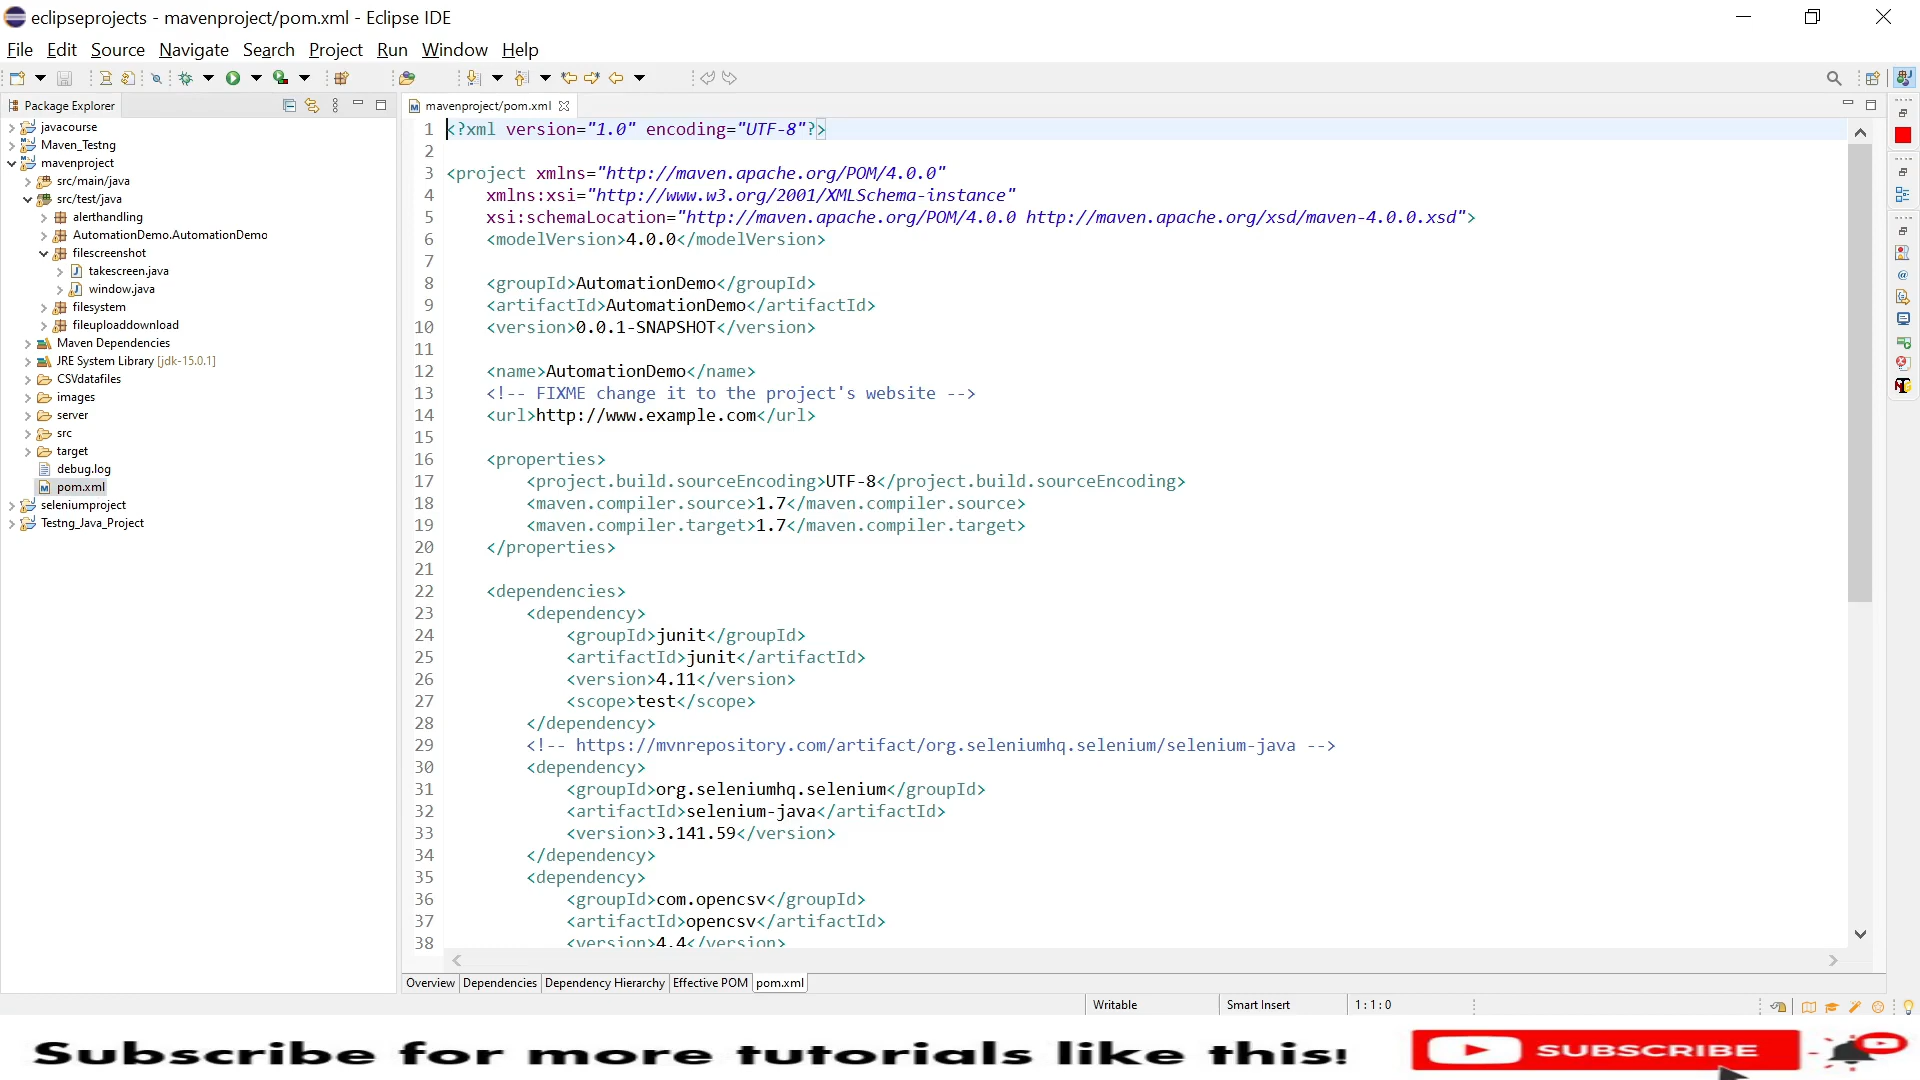 eclipseprojects - mavenproject/pom.xml - Eclipse IDE
File Edit Source Navigate Search Project Run Window Help
Package Explorer
javacourse
Maven_Testng
mavenproject
src/main/java
src/test/java
alerthandling
AutomationDemo.AutomationDemo
filescreenshot
takescreen.java
window.java
filesystem
fileuploaddownload
Maven Dependencies
JRE System Library [jdk-15.0.1]
CSVdatafiles
images
server
src
target
debug.log
pom.xml
seleniumproject
Testng_Java_Project
mavenproject/pom.xml
1 <?xml version="1.0" encoding="UTF-8"?>
2
3 <project xmlns="http://maven.apache.org/POM/4.0.0"
4 xmlns:xsi="http://www.w3.org/2001/XMLSchema-instance"
5 xsi:schemaLocation="http://maven.apache.org/POM/4.0.0 http://maven.apache.org/xsd/maven-4.0.0.xsd">
6 <modelVersion>4.0.0</modelVersion>
7
8 <groupId>AutomationDemo</groupId>
9 <artifactId>AutomationDemo</artifactId>
10 <version>0.0.1-SNAPSHOT</version>
11
12 <name>AutomationDemo</name>
13 <!-- FIXME change it to the project's website -->
14 <url>http://www.example.com</url>
15
16 <properties>
17 <project.build.sourceEncoding>UTF-8</project.build.sourceEncoding>
18 <maven.compiler.source>1.7</maven.compiler.source>
19 <maven.compiler.target>1.7</maven.compiler.target>
20 </properties>
21
22 <dependencies>
23 <dependency>
24 <groupId>junit</groupId>
25 <artifactId>junit</artifactId>
26 <version>4.11</version>
27 <scope>test</scope>
28 </dependency>
29 <!-- https://mvnrepository.com/artifact/org.seleniumhq.selenium/selenium-java -->
30 <dependency>
31 <groupId>org.seleniumhq.selenium</groupId>
32 <artifactId>selenium-java</artifactId>
33 <version>3.141.59</version>
34 </dependency>
35 <dependency>
36 <groupId>com.opencsv</groupId>
37 <artifactId>opencsv</artifactId>
38 <version>4.4</version>
Overview Dependencies Dependency Hierarchy Effective POM pom.xml
Writable Smart Insert 1 : 1 : 0
Subscribe for more tutorials like this! SUBSCRIBE